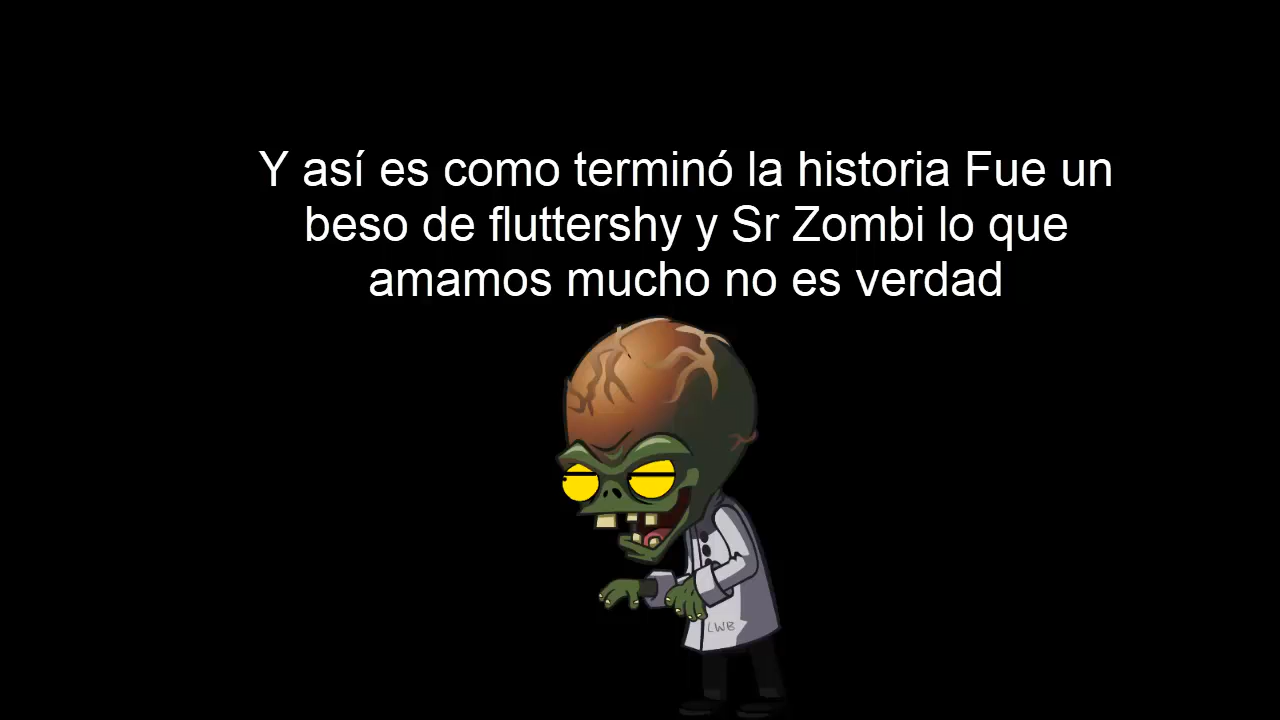 Y así es como terminó la historia Fue un
beso de fluttershy y Sr Zombi lo que
amamos mucho no es verdad
LWB